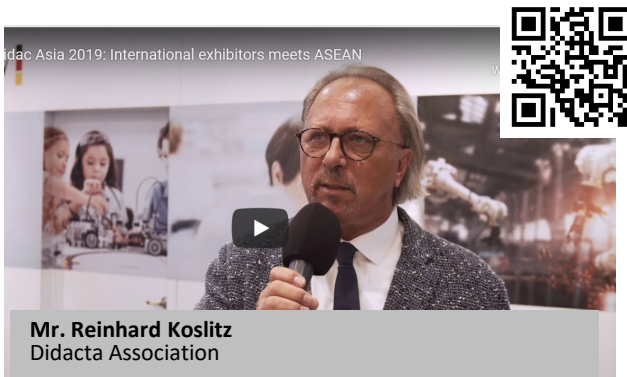 idac Asia 2019: International exhibitors meets ASEAN
w
Mr. Reinhard Koslitz
Didacta Association